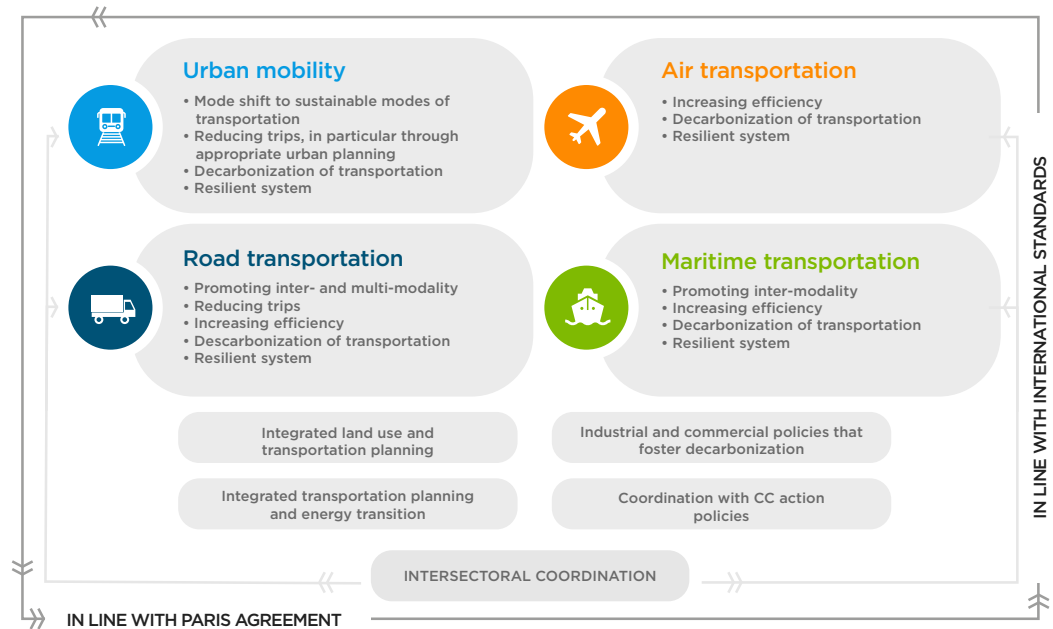 Urban mobility
• Mode shift to sustainable modes of
transportation
• Reducing trips, in particular through
appropriate urban planning
• Decarbonization of transportation
• Resilient system
Air transportation
• Increasing efficiency
• Decarbonization of transportation
• Resilient system
Road transportation
• Promoting inter- and multi-modality
• Reducing trips
• Increasing efficiency
• Descarbonization of transportation
• Resilient system
Maritime transportation
• Promoting inter-modality
• Increasing efficiency
• Decarbonization of transportation
• Resilient system
Integrated land use and
transportation planning
Industrial and commercial policies that
foster decarbonization
Integrated transportation planning
and energy transition
Coordination with CC action
policies
INTERSECTORAL COORDINATION
IN LINE WITH PARIS AGREEMENT
IN LINE WITH INTERNATIONAL STANDARDS